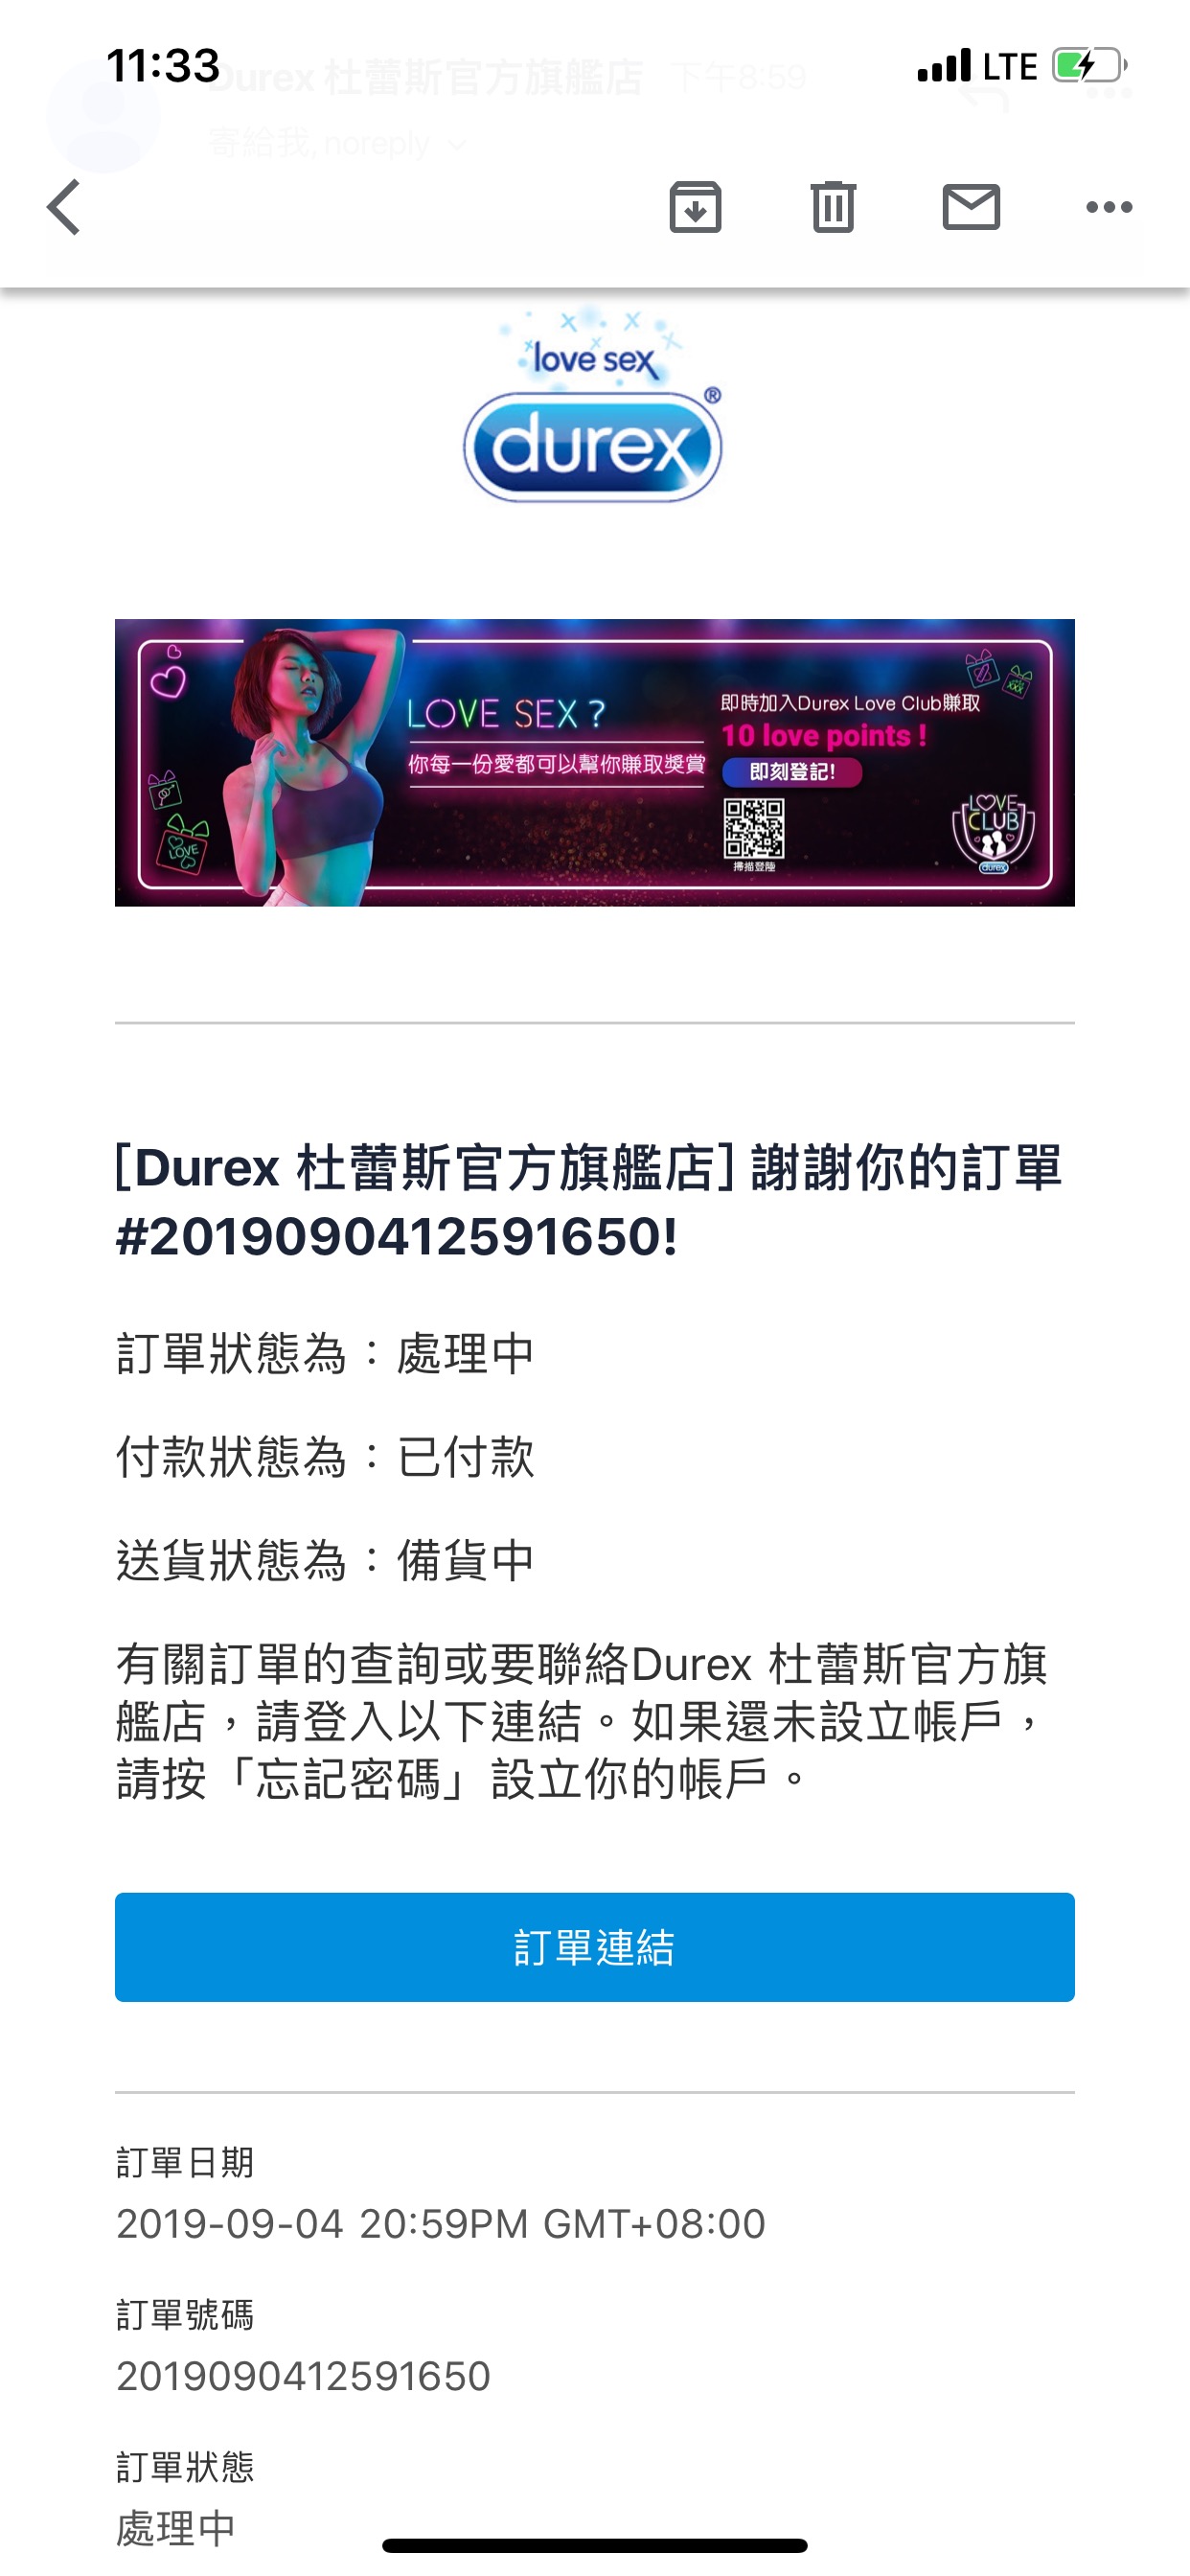 11:33
LTE
Durex 杜蕾斯官方旗艦店 下午8:59
寄給我, noreply
love sex
durex®
LOVE SEX？
你每一份愛都可以幫你賺取獎賞
即時加入Durex Love Club賺取
10 love points !
即刻登記!
掃描登陸
LOVE
LOVE
CLUB
durex
[Durex 杜蕾斯官方旗艦店] 謝謝你的訂單
#2019090412591650!
訂單狀態為：處理中
付款狀態為：已付款
送貨狀態為：備貨中
有關訂單的查詢或要聯絡Durex 杜蕾斯官方旗
艦店，請登入以下連結。如果還未設立帳戶，
請按「忘記密碼」設立你的帳戶。
訂單連結
訂單日期
2019-09-04 20:59PM GMT+08:00
訂單號碼
2019090412591650
訂單狀態
處理中